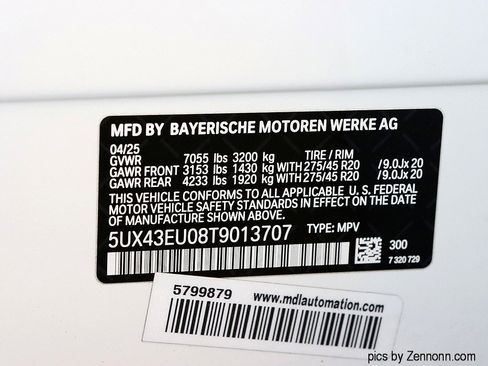 MFD BY BAYERISCHE MOTOREN WERKE AG
04/25
GVWR 7055 lbs 3200 kg TIRE / RIM
GAWR FRONT 3153 lbs 1430 kg WITH 275/45 R20 /9.0Jx 20
GAWR REAR 4233 lbs 1920 kg WITH 275/45 R20 /9.0Jx 20
THIS VEHICLE CONFORMS TO ALL APPLICABLE U.S. FEDERAL
MOTOR VEHICLE SAFETY STANDARDS IN EFFECT ON THE DATE
OF MANUFACTURE SHOWN ABOVE.
5UX43EU08T9013707 TYPE: MPV
300
7 320 729
5799879 www.mdlautomation.com
pics by Zennonn.com